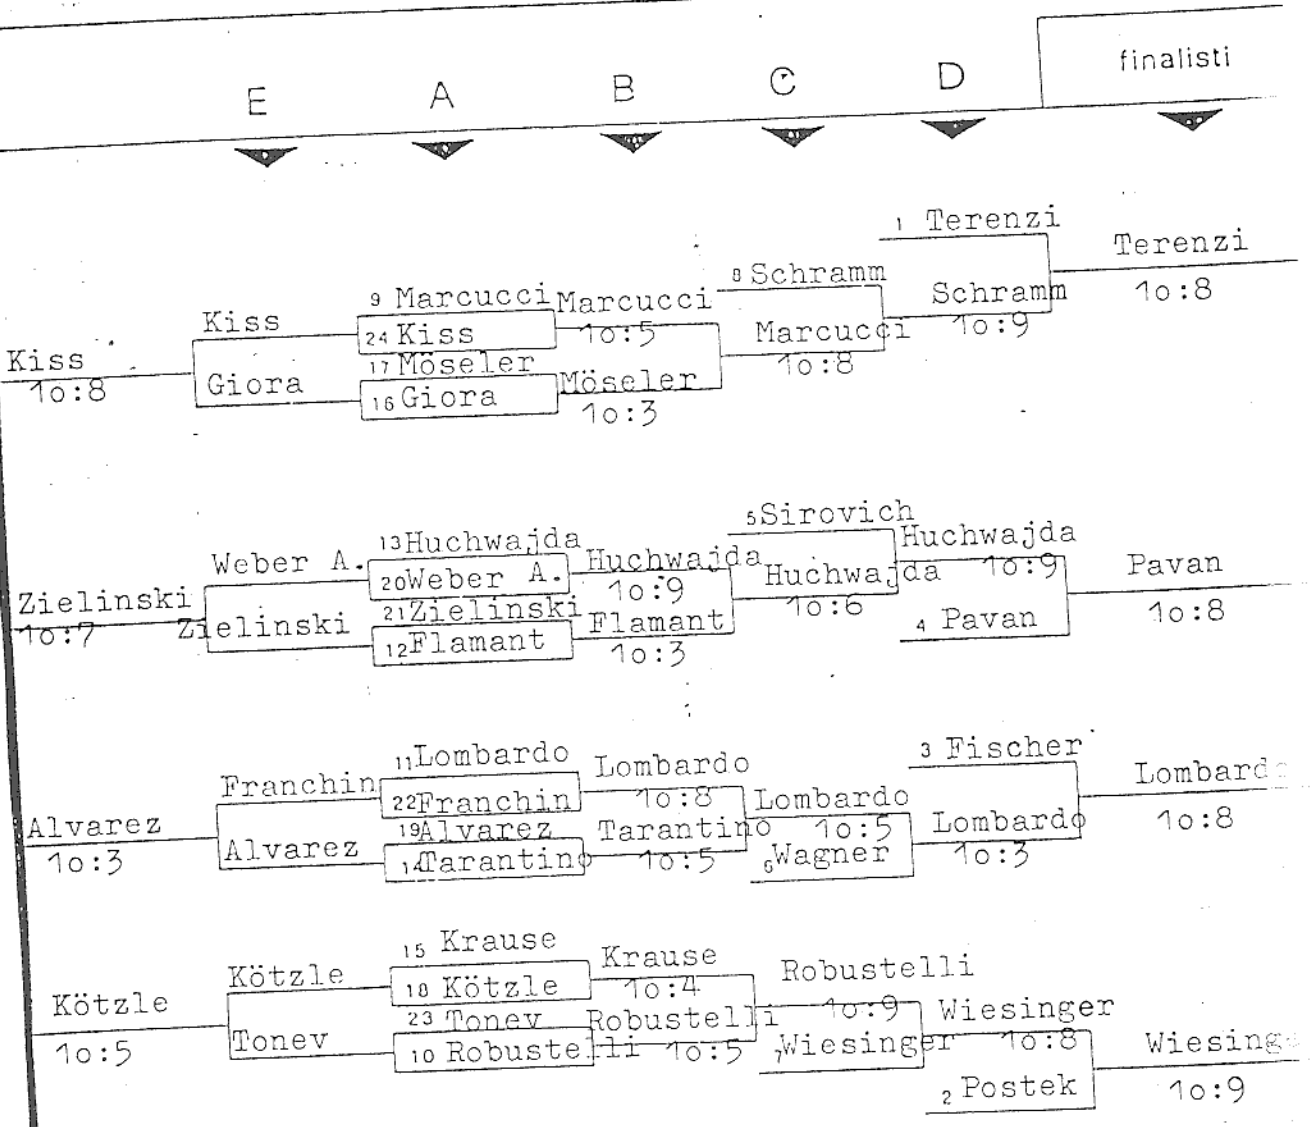 finalisti
E A B C D
1 Terenzi
Terenzi
10:8
8 Schramm
Schramm
10:9
9 Marcucci
Marcucci
10:5
Kiss
24 Kiss
Marcucci
10:8
Kiss
10:8
17 Möseler
Giora
16 Giora
Möseler
10:3
5 Sirovich
13 Huchwajda
Huchwajda
10:9
Weber A.
20 Weber A.
Huchwajda
10:9
Huchwajda
10:6
Pavan
10:8
Zielinski
10:7
Zielinski
21 Zielinski
12 Flamant
Flamant
10:3
4 Pavan
11 Lombardo
Lombardo
10:8
3 Fischer
Franchin
22 Franchin
Lombardo
10:5
Lombardo
10:8
Alvarez
10:3
19 Alvarez
Tarantino
10:5
Lombardo
10:3
Alvarez
14 Tarantino
6 Wagner
15 Krause
Krause
10:4
Robustelli
10:9
Kötzle
18 Kötzle
Kötzle
10:5
23 Tonev
Robustelli
10:5
Wiesinger
10:8
Tonev
10 Robustelli
7 Wiesinger
Wiesinge
10:9
2 Postek